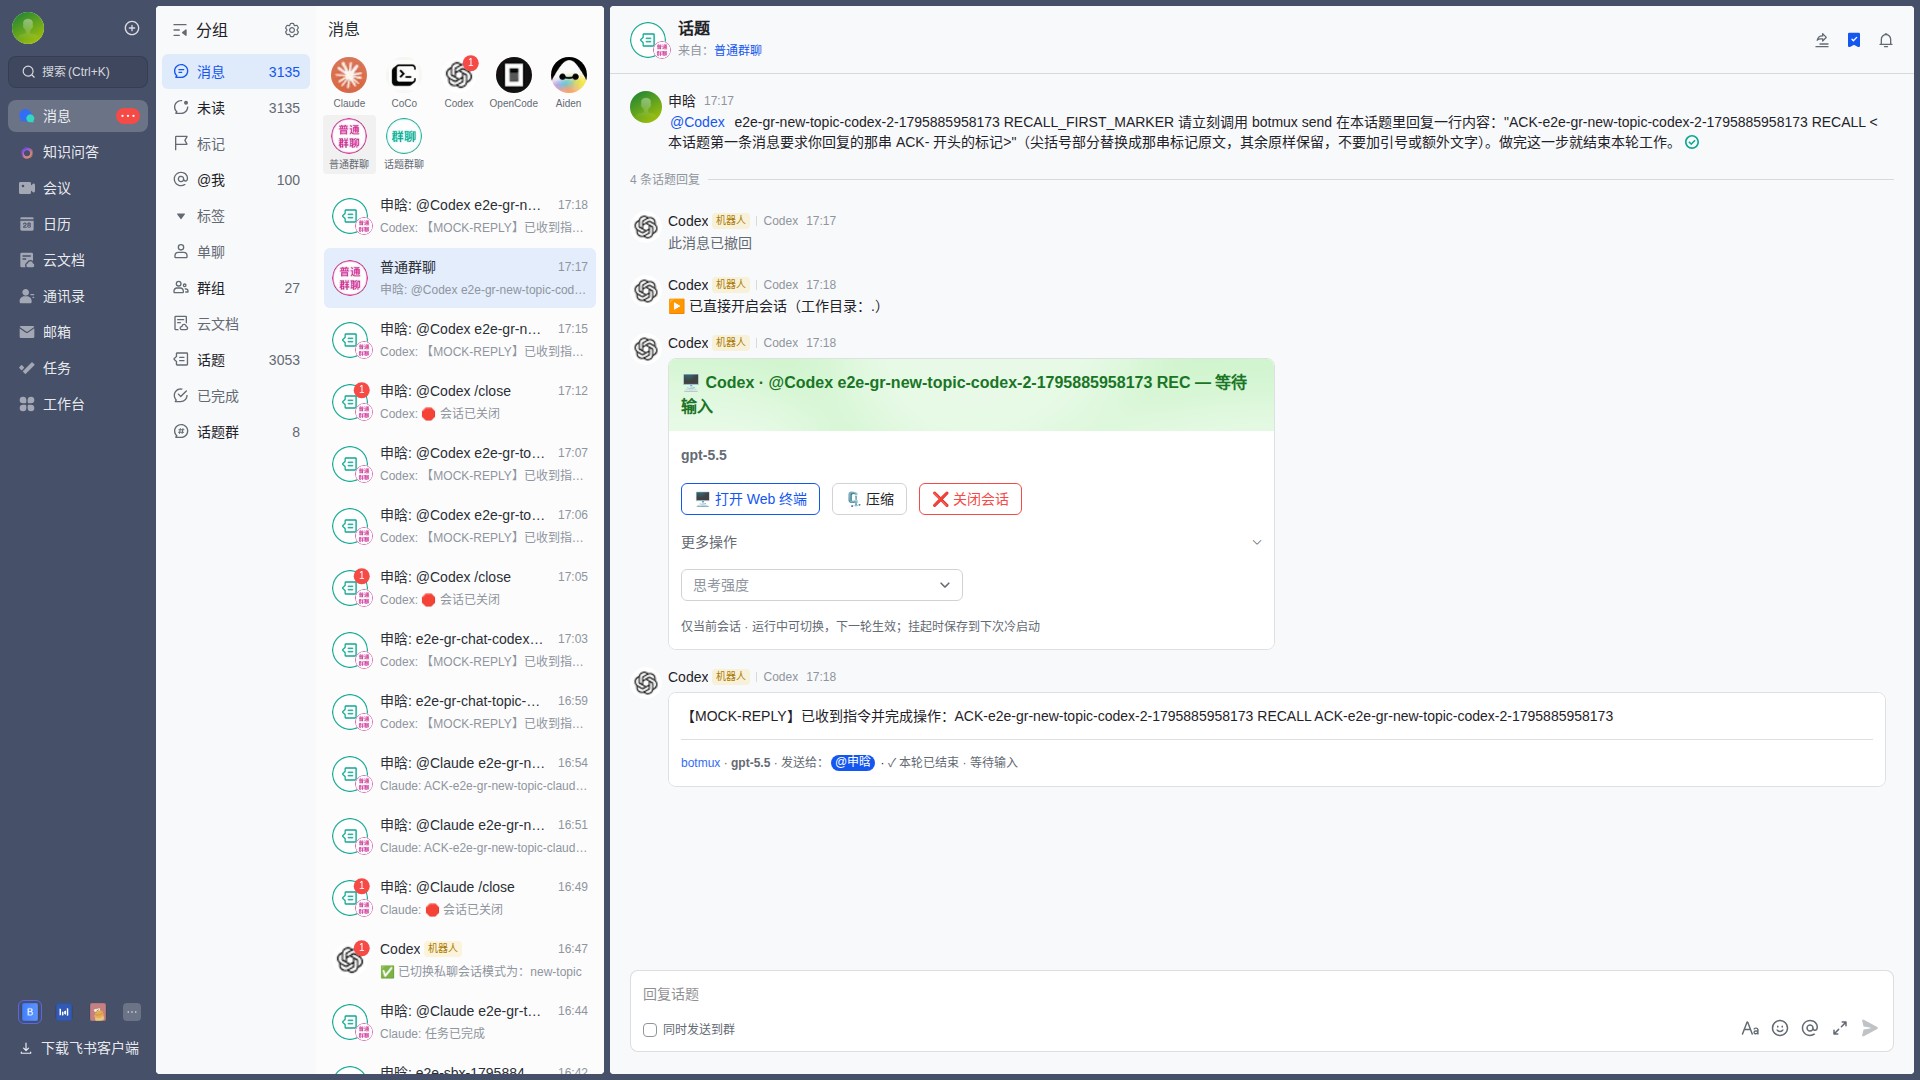 搜索 (Ctrl+K)
消息
知识问答
会议
日历
云文档
通讯录
邮箱
任务
工作台
下载飞书客户端
分组
消息 3135
未读 3135
标记
@我 100
标签
单聊
群组 27
云文档
话题 3053
已完成
话题群 8
消息
1
Claude CoCo Codex OpenCode Aiden
普通群聊 群聊
普通群聊 话题群聊
申晗: @Codex e2e-gr-n... 17:18
Codex: 【MOCK-REPLY】已收到指...
普通群聊 17:17
申晗: @Codex e2e-gr-new-topic-cod...
申晗: @Codex e2e-gr-n... 17:15
Codex: 【MOCK-REPLY】已收到指...
1
申晗: @Codex /close 17:12
Codex: 🛑 会话已关闭
申晗: @Codex e2e-gr-to... 17:07
Codex: 【MOCK-REPLY】已收到指...
申晗: @Codex e2e-gr-to... 17:06
Codex: 【MOCK-REPLY】已收到指...
1
申晗: @Codex /close 17:05
Codex: 🛑 会话已关闭
申晗: e2e-gr-chat-codex... 17:03
Codex: 【MOCK-REPLY】已收到指...
申晗: e2e-gr-chat-topic-... 16:59
Codex: 【MOCK-REPLY】已收到指...
申晗: @Claude e2e-gr-n... 16:54
Claude: ACK-e2e-gr-new-topic-claud...
申晗: @Claude e2e-gr-n... 16:51
Claude: ACK-e2e-gr-new-topic-claud...
1
申晗: @Claude /close 16:49
Claude: 🛑 会话已关闭
1
Codex 机器人 16:47
✅ 已切换私聊会话模式为：new-topic
申晗: @Claude e2e-gr-t... 16:44
Claude: 任务已完成
申晗: e2e-sbx-1795884... 16:42
话题
来自：普通群聊
申晗 17:17
@Codex e2e-gr-new-topic-codex-2-1795885958173 RECALL_FIRST_MARKER 请立刻调用 botmux send 在本话题里回复一行内容："ACK-e2e-gr-new-topic-codex-2-1795885958173 RECALL <
本话题第一条消息要求你回复的那串 ACK- 开头的标记>"（尖括号部分替换成那串标记原文，其余原样保留，不要加引号或额外文字）。做完这一步就结束本轮工作。
4 条话题回复
Codex 机器人 | Codex 17:17
此消息已撤回
Codex 机器人 | Codex 17:18
▶️ 已直接开启会话（工作目录：.）
Codex 机器人 | Codex 17:18
🖥️ Codex · @Codex e2e-gr-new-topic-codex-2-1795885958173 REC — 等待
输入
gpt-5.5
🖥️ 打开 Web 终端 🗜️ 压缩 ❌ 关闭会话
更多操作
思考强度
仅当前会话 · 运行中可切换，下一轮生效；挂起时保存到下次冷启动
Codex 机器人 | Codex 17:18
【MOCK-REPLY】已收到指令并完成操作：ACK-e2e-gr-new-topic-codex-2-1795885958173 RECALL ACK-e2e-gr-new-topic-codex-2-1795885958173
botmux · gpt-5.5 · 发送给：@申晗 · ✓ 本轮已结束 · 等待输入
回复话题
同时发送到群